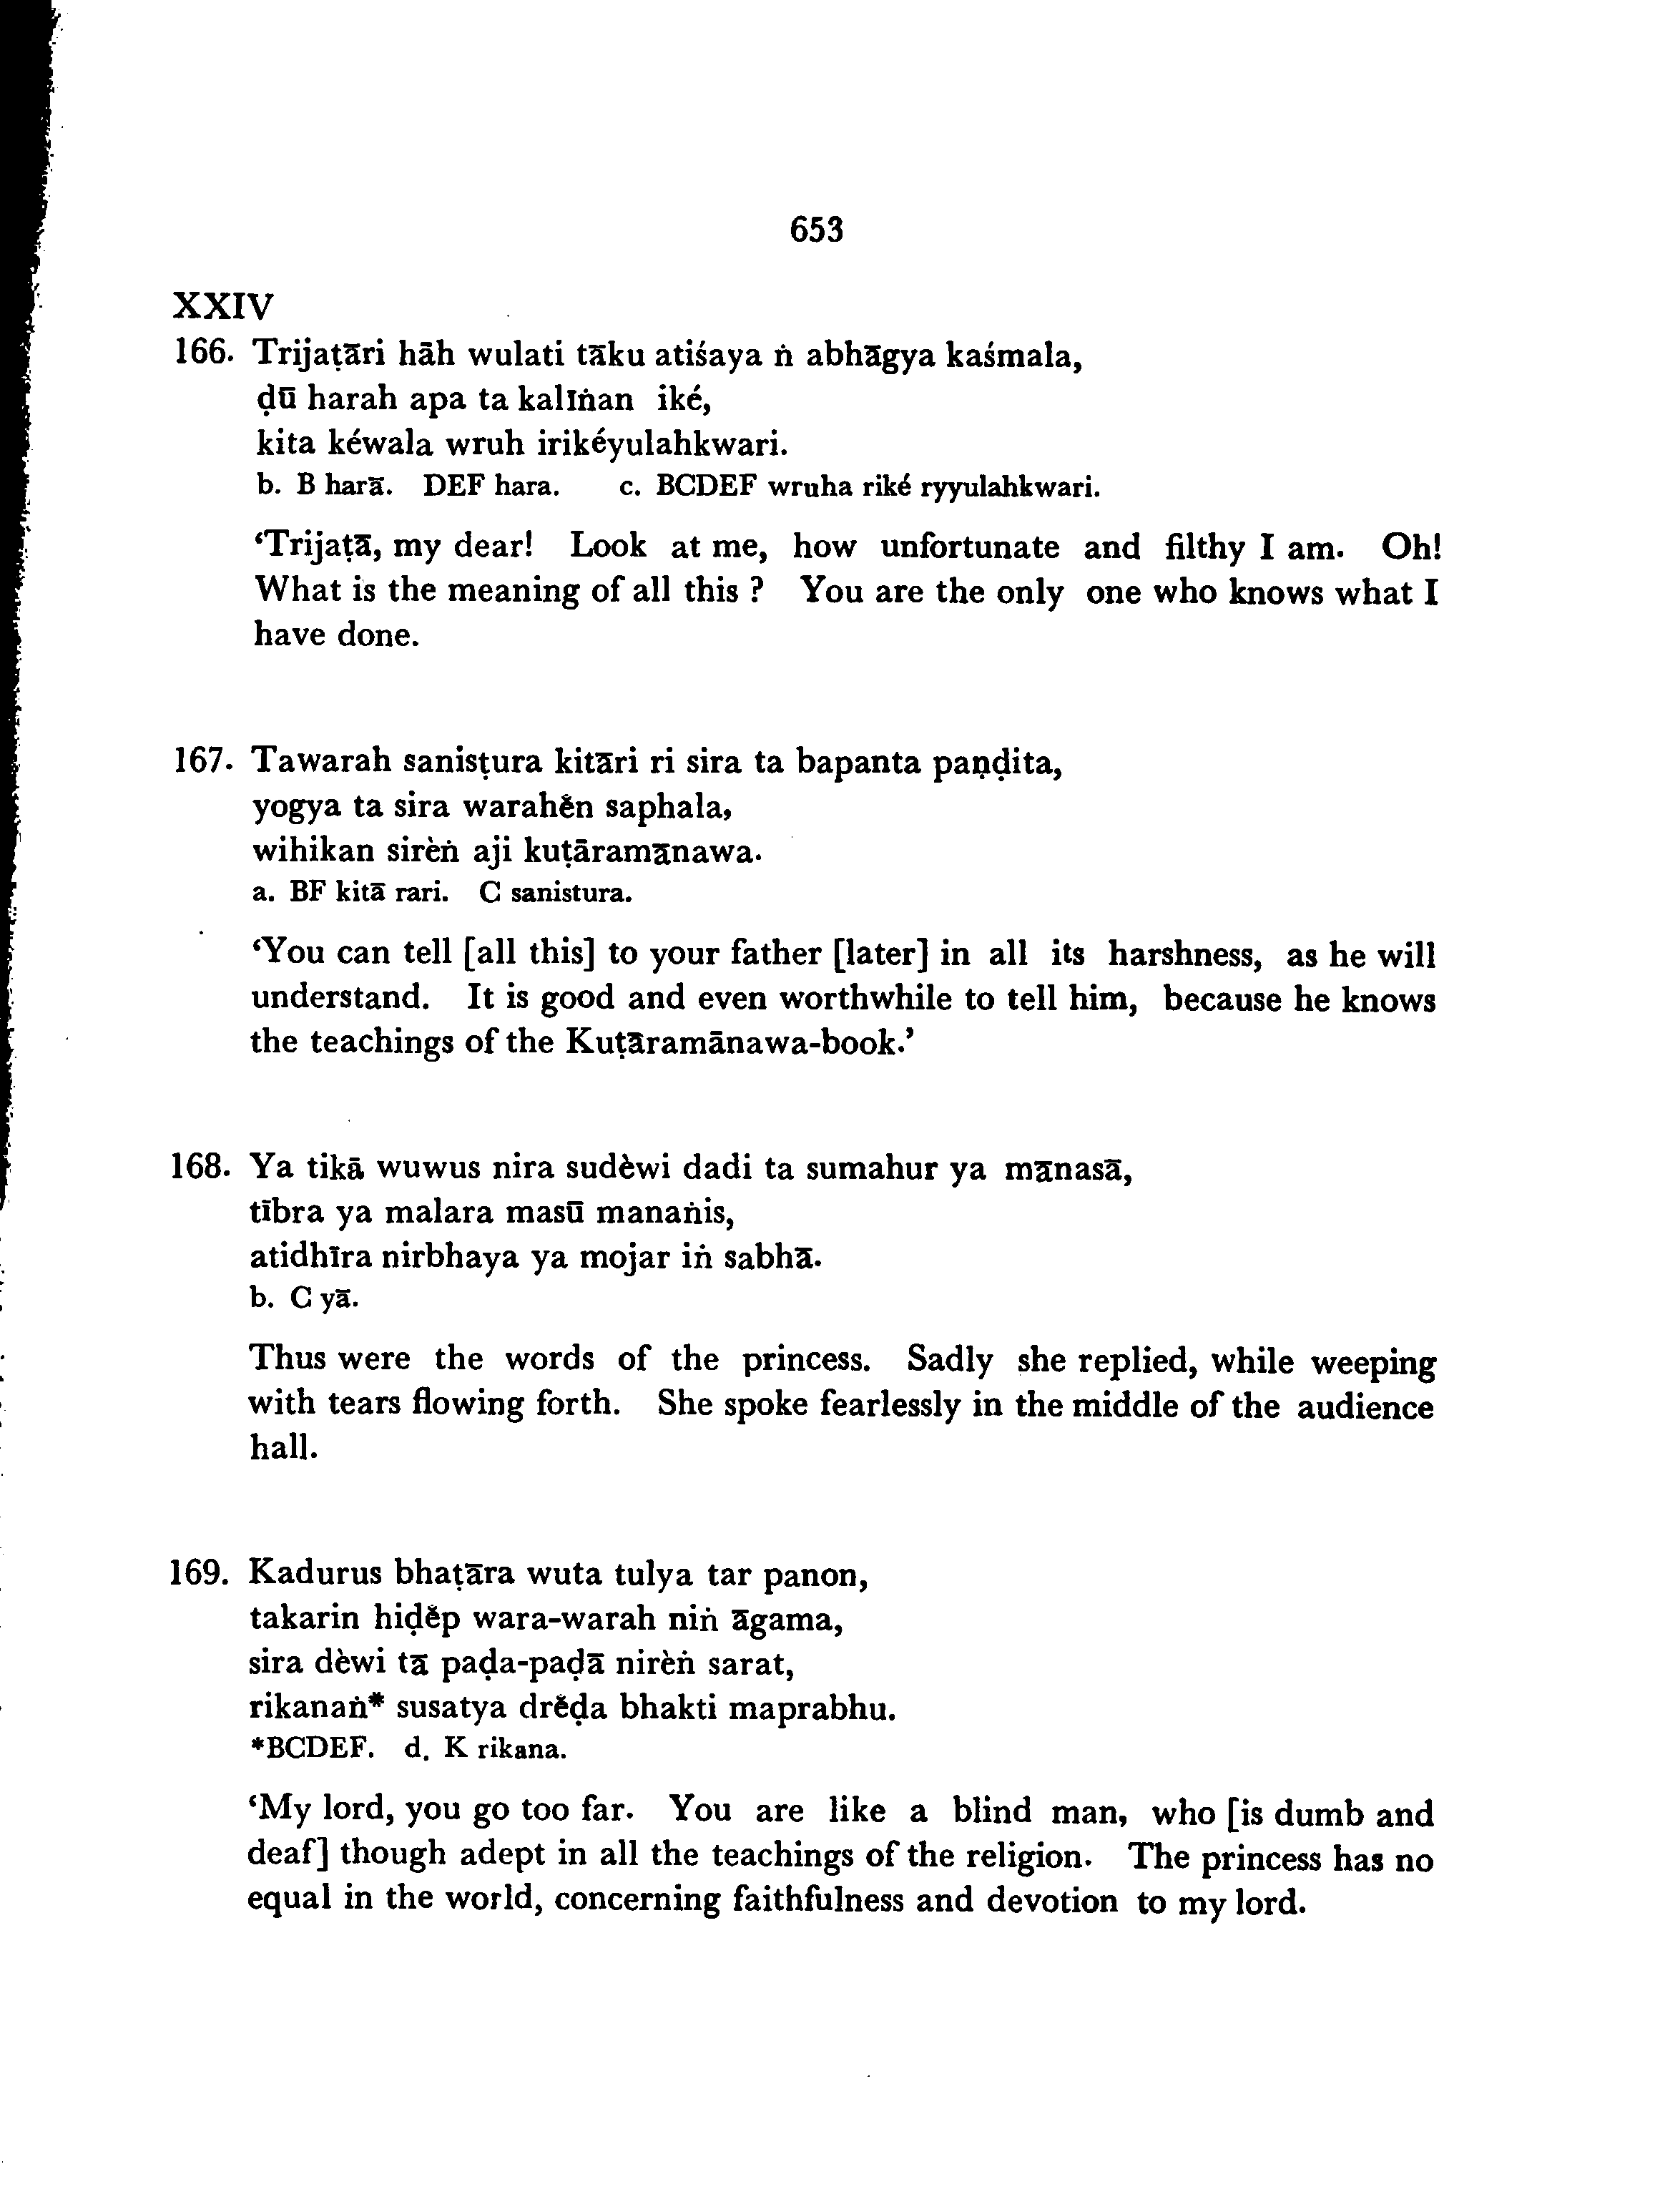 653
XXIV
166. Trijaṭāri hāh wulati tāku atiśaya ṅ abhāgya kaśmala,
ḍū harah apa ta kalīṅan iké,
kita kéwala wruh irikéyulahkwari.
b. B harā. DEF hara. c. BCDEF wruha riké ryyulahkwari.
‘Trijaṭā, my dear! Look at me, how unfortunate and filthy I am. Oh!
What is the meaning of all this ? You are the only one who knows what I
have done.
167. Tawarah sanisṭura kitāri ri sira ta bapanta paṇḍita,
yogya ta sira warahĕn saphala,
wihikan sirèṅ aji kuṭāramānawa.
a. BF kitā rari. C sanistura.
‘You can tell [all this] to your father [later] in all its harshness, as he will
understand. It is good and even worthwhile to tell him, because he knows
the teachings of the Kuṭāramānawa-book.’
168. Ya tikā wuwus nira sudèwi dadi ta sumahur ya mānasā,
tībra ya malara masū manaṅis,
atidhīra nirbhaya ya mojar iṅ sabhā.
b. C yā.
Thus were the words of the princess. Sadly she replied, while weeping
with tears flowing forth. She spoke fearlessly in the middle of the audience
hall.
169. Kadurus bhaṭāra wuta tulya tar panon,
takarin hiḍĕp wara-warah niṅ āgama,
sira dèwi tā paḍa-paḍā nirèṅ sarat,
rikanaṅ* susatya drĕḍa bhakti maprabhu.
*BCDEF. d. K rikana.
‘My lord, you go too far. You are like a blind man, who [is dumb and
deaf] though adept in all the teachings of the religion. The princess has no
equal in the world, concerning faithfulness and devotion to my lord.